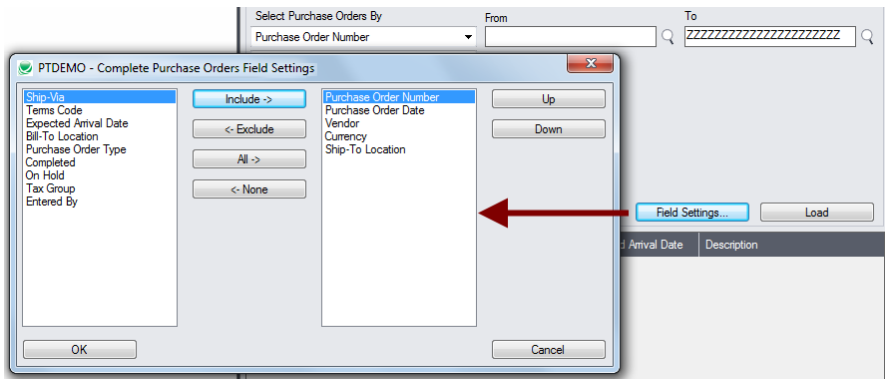 Select Purchase Orders By
From
To
Purchase Order Number
ZZZZZZZZZZZZZZZZZZZZZZ
PTDEMO - Complete Purchase Orders Field Settings
Ship-Via
Terms Code
Expected Arrival Date
Bill-To Location
Purchase Order Type
Completed
On Hold
Tax Group
Entered By
Include ->
<- Exclude
All ->
<- None
Purchase Order Number
Purchase Order Date
Vendor
Currency
Ship-To Location
Up
Down
OK
Cancel
Field Settings...
Load
d Arrival Date
Description